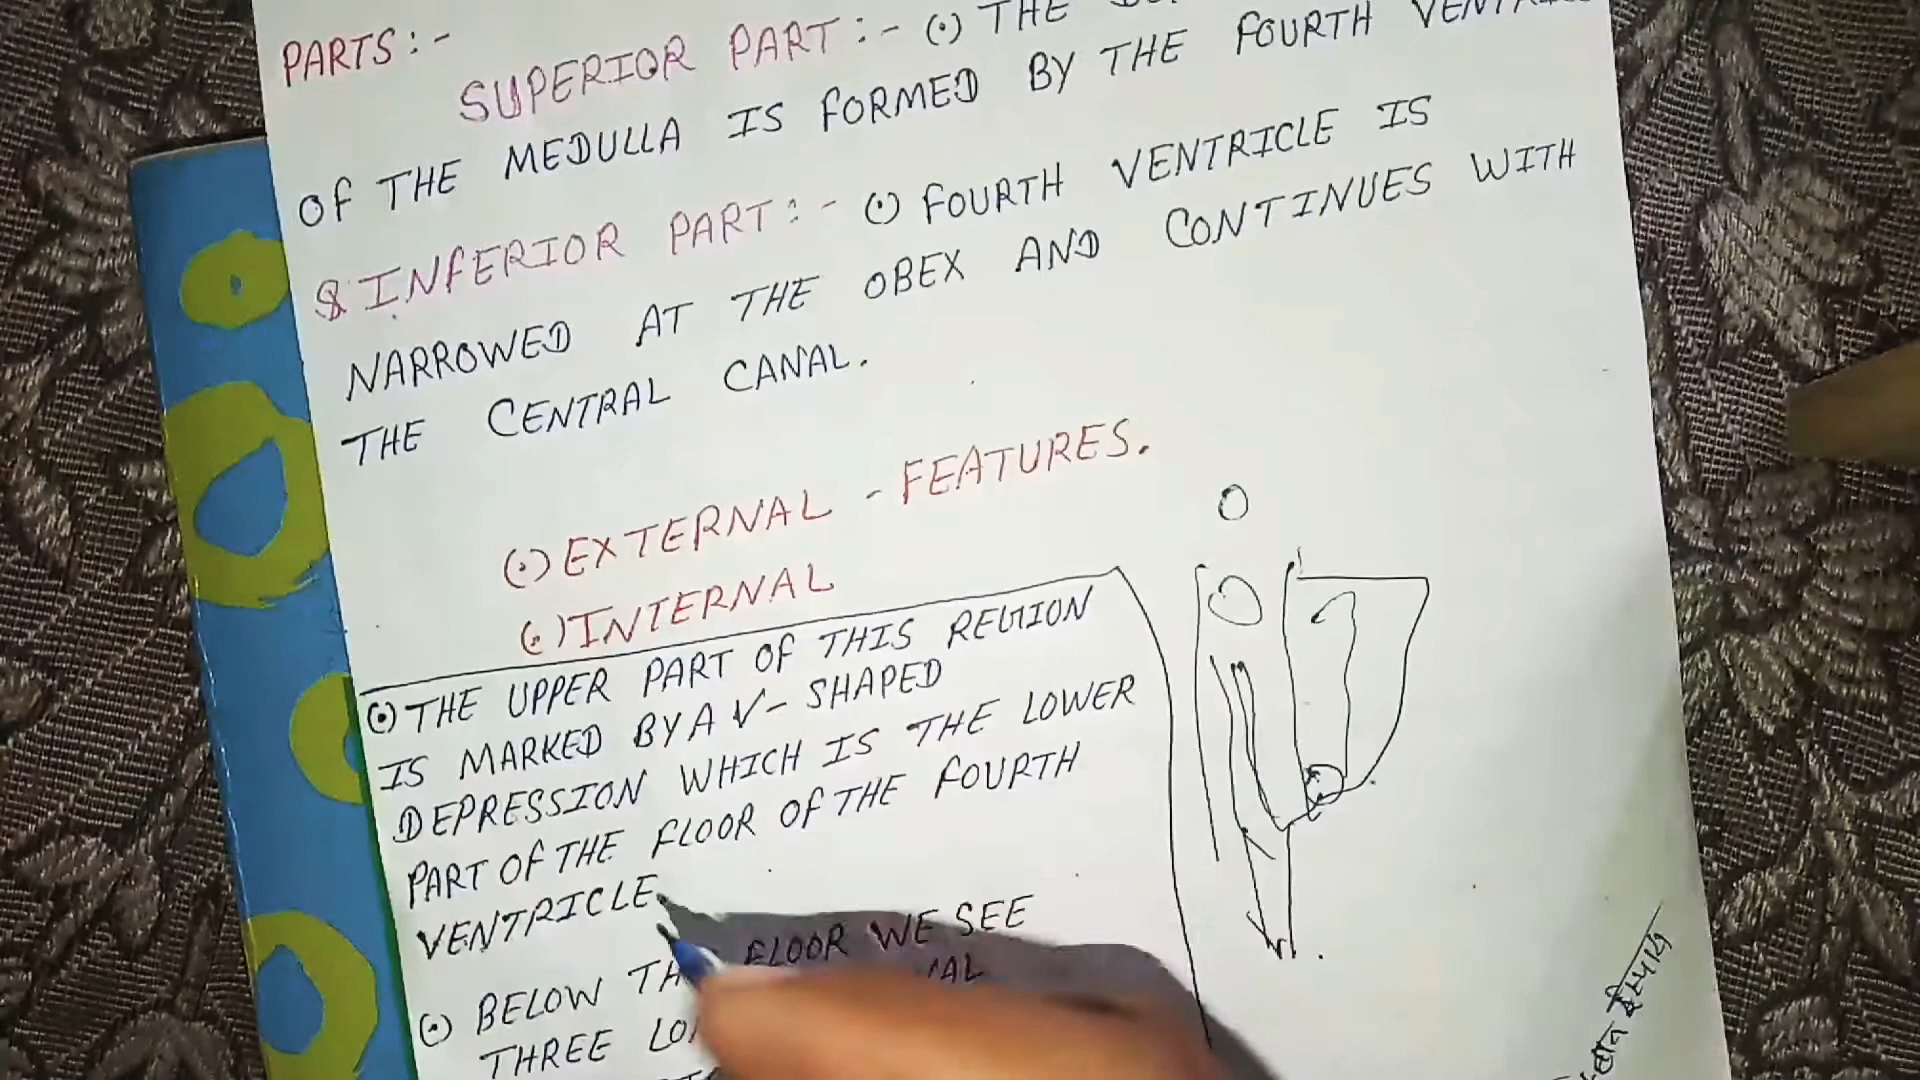 PARTS:-
SUPERIOR PART:- (•) THE
OF THE MEDULLA IS FORMED BY THE FOURTH
& INFERIOR PART:- (•) FOURTH VENTRICLE IS
NARROWED AT THE OBEX AND CONTINUES WITH
THE CENTRAL CANAL.
(•) EXTERNAL - FEATURES.
(•) INTERNAL
(•) THE UPPER PART OF THIS REGION
IS MARKED BY A V-SHAPED
DEPRESSION WHICH IS THE LOWER
PART OF THE FLOOR OF THE FOURTH
VENTRICLE
(•) BELOW FLOOR WE SEE
THREE